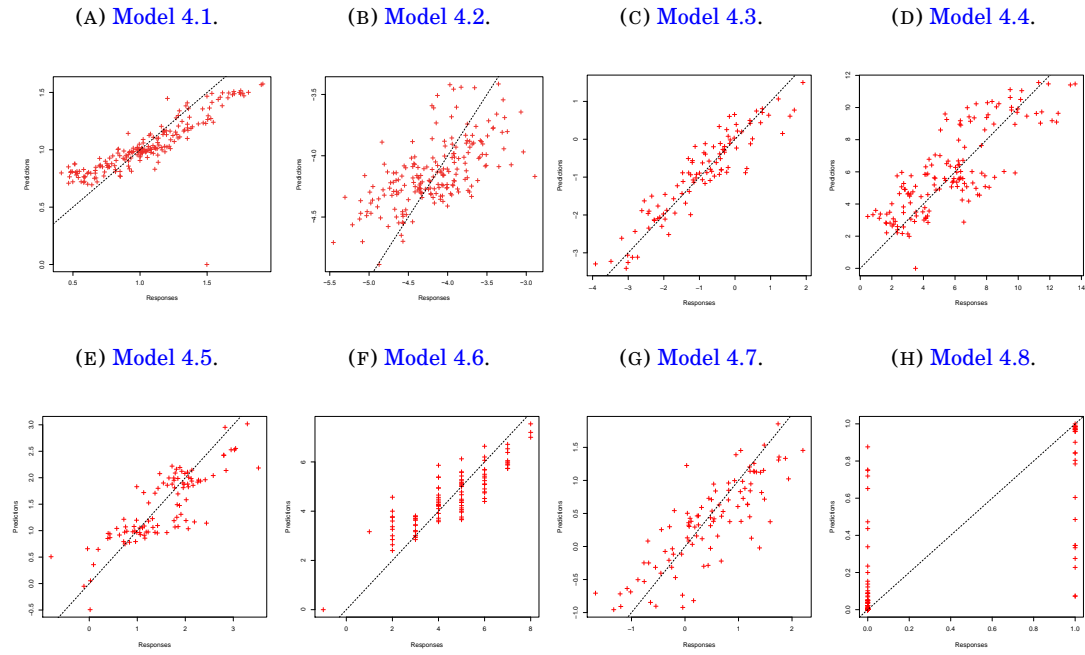 (A) Model 4.1.
(B) Model 4.2.
(C) Model 4.3.
(D) Model 4.4.
Predictions
0.0 0.5 1.0 1.5
0.5 1.0 1.5
Responses
Predictions
−4.5 −4.0 −3.5
−5.5 −5.0 −4.5 −4.0 −3.5 −3.0
Responses
Predictions
−3 −2 −1 0 1
−4 −3 −2 −1 0 1 2
Responses
Predictions
0 2 4 6 8 10 12
0 2 4 6 8 10 12 14
Responses
(E) Model 4.5.
(F) Model 4.6.
(G) Model 4.7.
(H) Model 4.8.
Predictions
−0.5 0.0 0.5 1.0 1.5 2.0 2.5 3.0
0 1 2 3
Responses
Predictions
0 2 4 6
0 2 4 6 8
Responses
Predictions
−1.0 −0.5 0.0 0.5 1.0 1.5
−1 0 1 2
Responses
Predictions
0.0 0.2 0.4 0.6 0.8 1.0
0.0 0.2 0.4 0.6 0.8 1.0
Responses